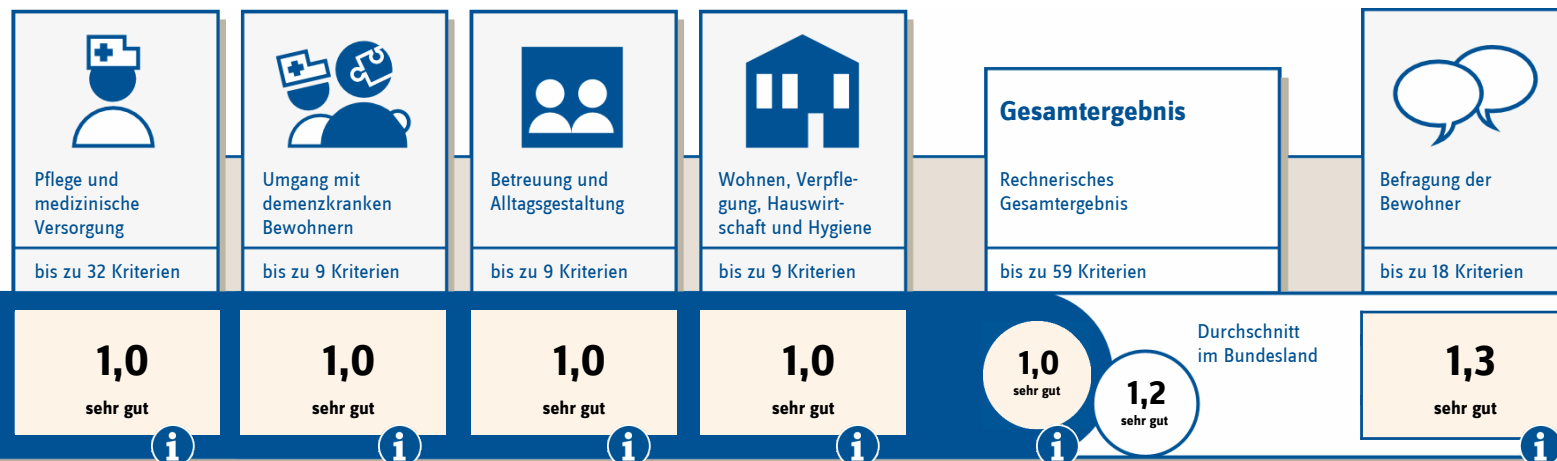 Pflege und
medizinische
Versorgung
bis zu 32 Kriterien
1,0
sehr gut
i
Umgang mit
demenzkranken
Bewohnern
bis zu 9 Kriterien
1,0
sehr gut
i
Betreuung und
Alltagsgestaltung
bis zu 9 Kriterien
1,0
sehr gut
i
Wohnen, Verpfle-
gung, Hauswirt-
schaft und Hygiene
bis zu 9 Kriterien
1,0
sehr gut
i
Gesamtergebnis
Rechnerisches
Gesamtergebnis
bis zu 59 Kriterien
1,0
sehr gut
i
1,2
sehr gut
Durchschnitt
im Bundesland
Befragung der
Bewohner
bis zu 18 Kriterien
1,3
sehr gut
i